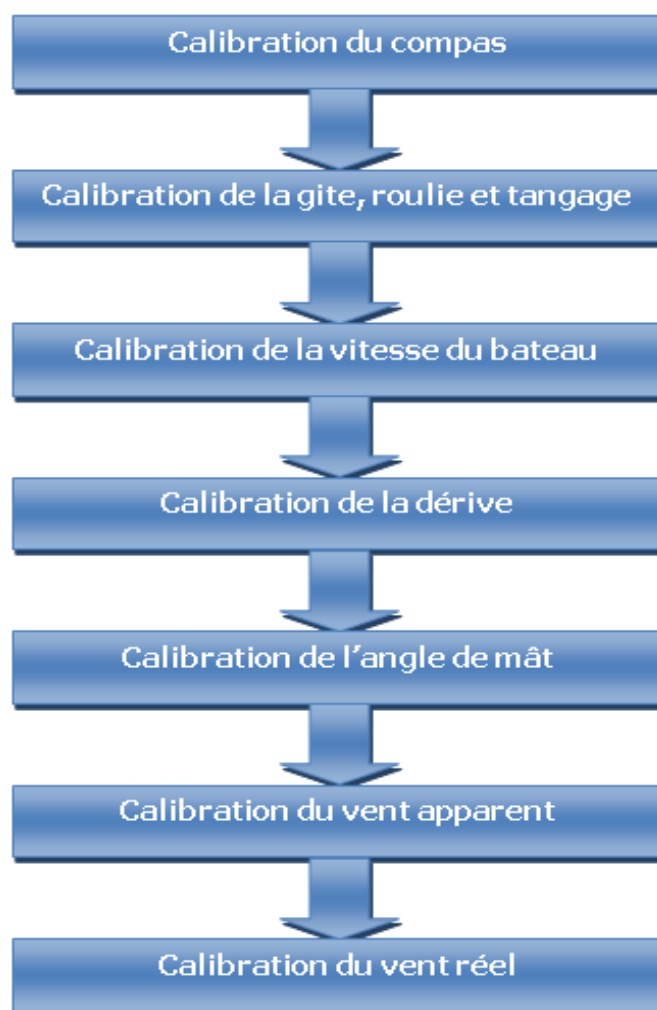 Calibration du compas
Calibration de la gite, roulie et tangage
Calibration de la vitesse du bateau
Calibration de la dérive
Calibration de l'angle de mât
Calibration du vent apparent
Calibration du vent réel